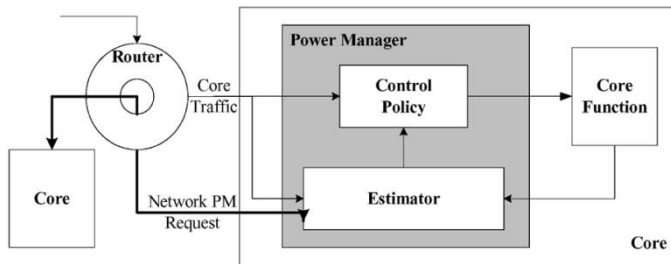 Power Manager
Router
Core
Traffic
Control
Policy
Core
Function
Core
Network PM
Request
Estimator
Core